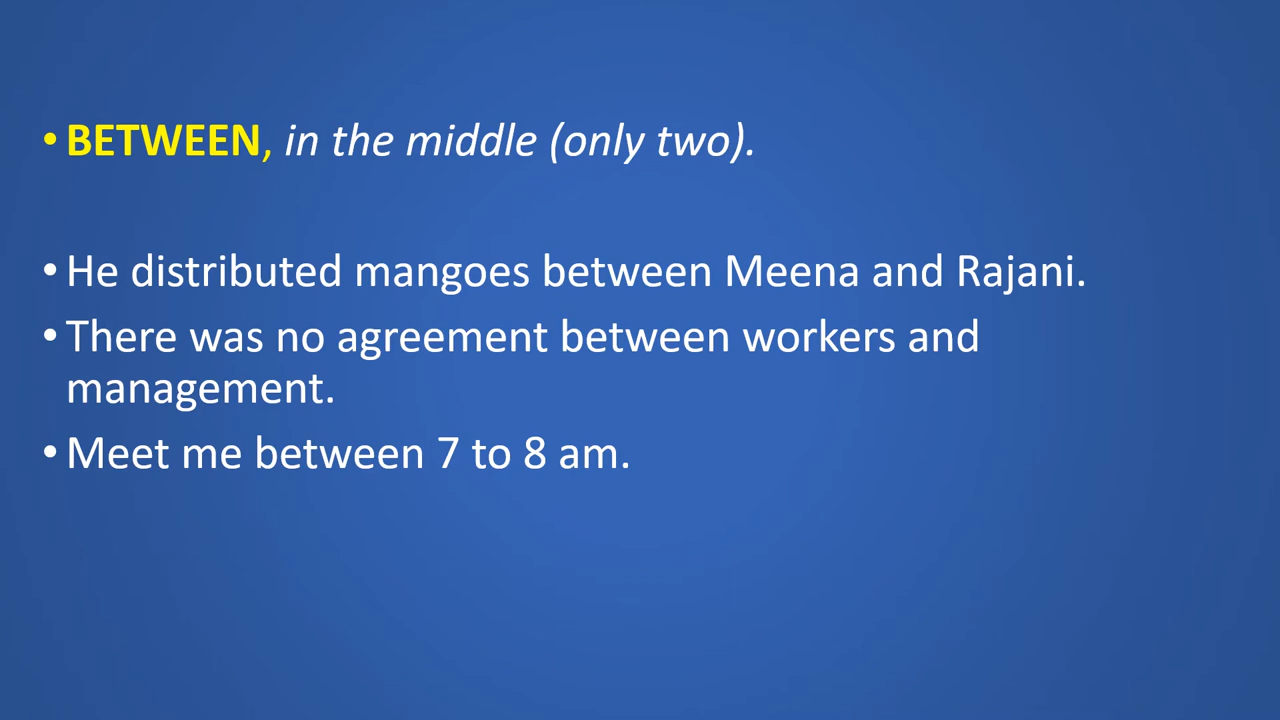 • BETWEEN, in the middle (only two).
• He distributed mangoes between Meena and Rajani.
• There was no agreement between workers and
management.
• Meet me between 7 to 8 am.